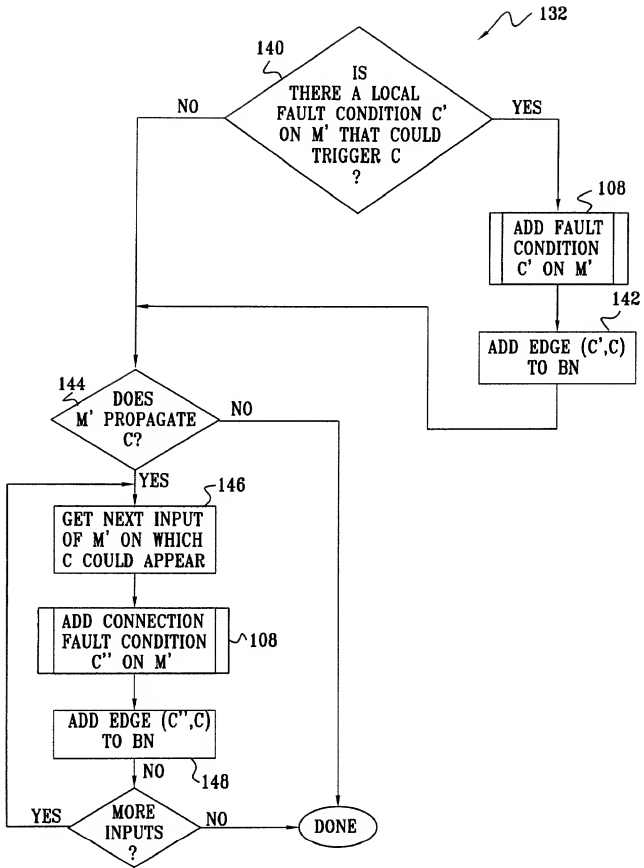 132
140
IS
THERE A LOCAL
FAULT CONDITION C'
ON M' THAT COULD
TRIGGER C
?
NO
YES
108
ADD FAULT
CONDITION
C' ON M'
142
ADD EDGE (C',C)
TO BN
144
DOES
M' PROPAGATE
C?
NO
YES
146
GET NEXT INPUT
OF M' ON WHICH
C COULD APPEAR
ADD CONNECTION
FAULT CONDITION
C'' ON M'
108
ADD EDGE (C'',C)
TO BN
NO
148
YES
MORE
INPUTS
?
NO
DONE